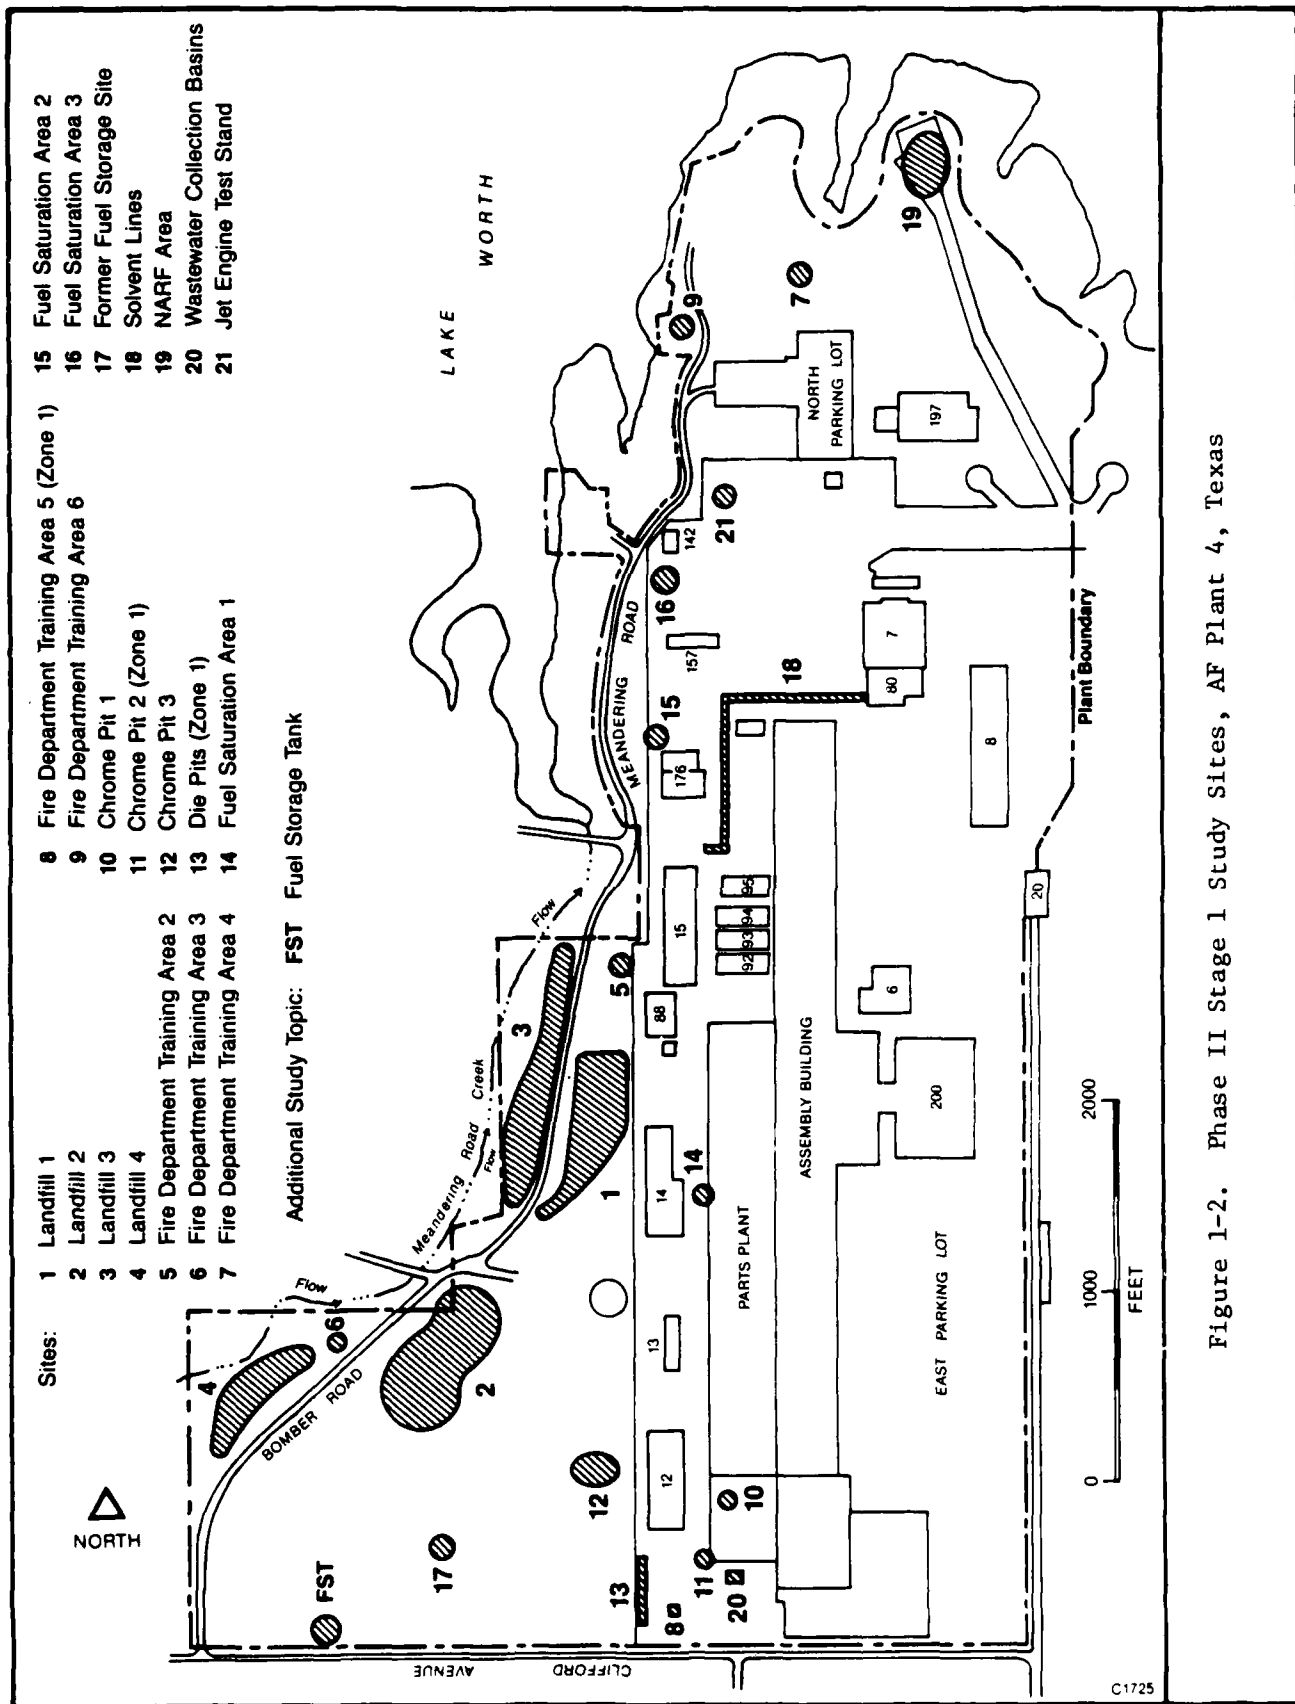 Sites:
1 Landfill 1
2 Landfill 2
3 Landfill 3
4 Landfill 4
5 Fire Department Training Area 2
6 Fire Department Training Area 3
7 Fire Department Training Area 4
8 Fire Department Training Area 5 (Zone 1)
9 Fire Department Training Area 6
10 Chrome Pit 1
11 Chrome Pit 2 (Zone 1)
12 Chrome Pit 3
13 Die Pits (Zone 1)
14 Fuel Saturation Area 1
15 Fuel Saturation Area 2
16 Fuel Saturation Area 3
17 Former Fuel Storage Site
18 Solvent Lines
19 NARF Area
20 Wastewater Collection Basins
21 Jet Engine Test Stand
Additional Study Topic: FST Fuel Storage Tank
NORTH
LAKE
WORTH
4
Flow
6
BOMBER ROAD
Meandering Road Creek
Flow
3
Flow
2
1
5
MEANDERING ROAD
FST
17
12
13
8
11
20
10
14
15
16
21
9
7
19
18
12
13
14
88
15
176
157
142
92
93
94
95
NORTH
PARKING LOT
197
PARTS PLANT
ASSEMBLY BUILDING
80
7
8
6
200
20
EAST PARKING LOT
Plant Boundary
CLIFFORD
AVENUE
0
1000
2000
FEET
C1725
Figure 1-2. Phase II Stage 1 Study Sites, AF Plant 4, Texas